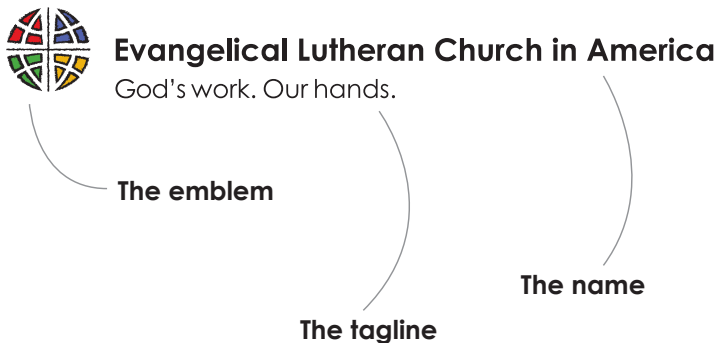 Evangelical Lutheran Church in America
God's work. Our hands.
The emblem
The name
The tagline